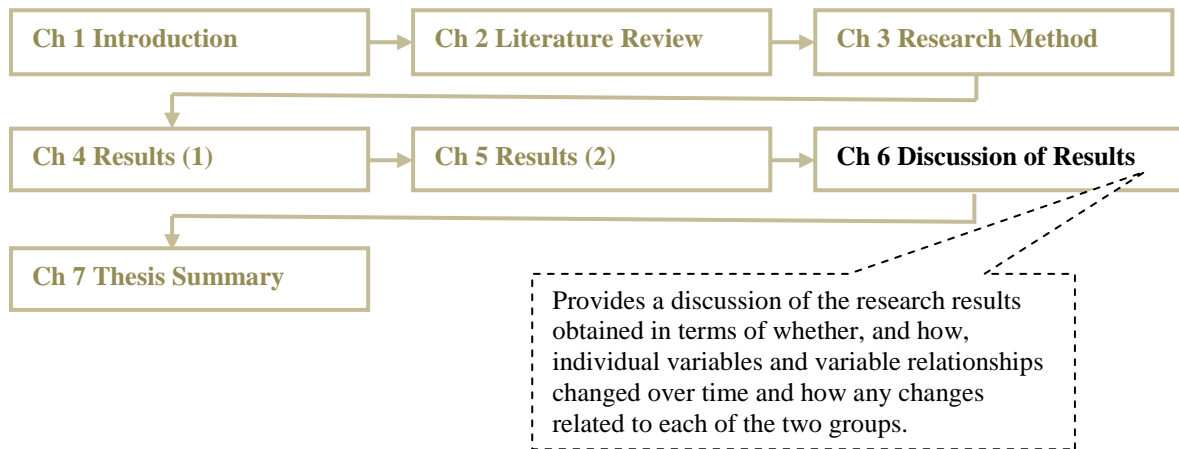 Ch 1 Introduction
Ch 2 Literature Review
Ch 3 Research Method
Ch 4 Results (1)
Ch 5 Results (2)
Ch 6 Discussion of Results
Ch 7 Thesis Summary
Provides a discussion of the research results
obtained in terms of whether, and how,
individual variables and variable relationships
changed over time and how any changes
related to each of the two groups.